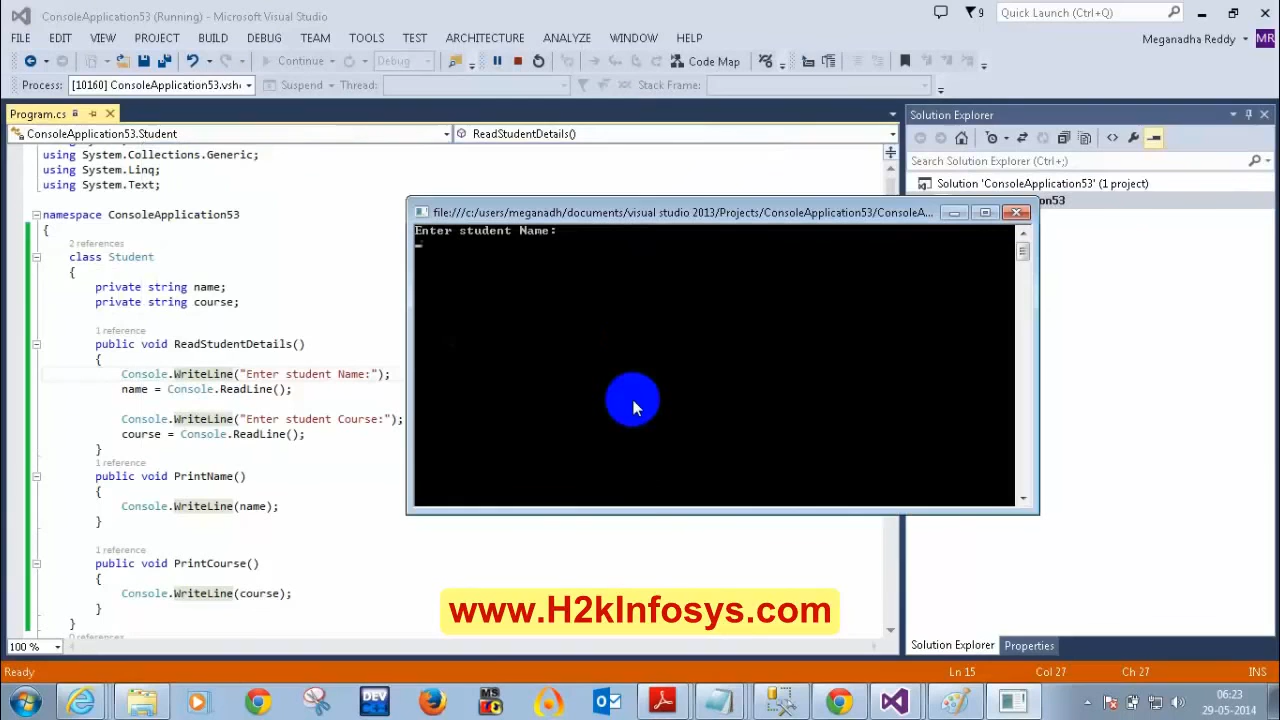 ConsoleApplication53 (Running) - Microsoft Visual Studio
9
Quick Launch (Ctrl+Q)
FILE EDIT VIEW PROJECT BUILD DEBUG TEAM TOOLS TEST ARCHITECTURE ANALYZE WINDOW HELP
Meganadha Reddy
MR
Continue
Debug
Code Map
Process: [10160] ConsoleApplication53.vsh
Suspend
Thread:
Stack Frame:
Program.cs
Solution Explorer
ConsoleApplication53.Student
ReadStudentDetails()
Search Solution Explorer (Ctrl+;)
Solution 'ConsoleApplication53' (1 project)
using System.Collections.Generic;
using System.Linq;
using System.Text;
namespace ConsoleApplication53
{
2 references
class Student
{
private string name;
private string course;
1 reference
public void ReadStudentDetails()
{
Console.WriteLine("Enter student Name:");
name = Console.ReadLine();
Console.WriteLine("Enter student Course:");
course = Console.ReadLine();
}
1 reference
public void PrintName()
{
Console.WriteLine(name);
}
1 reference
public void PrintCourse()
{
Console.WriteLine(course);
}
}
0 references
file:///c:/users/meganadh/documents/visual studio 2013/Projects/ConsoleApplication53/ConsoleA...
Enter student Name:
www.H2kInfosys.com
100 %
Solution Explorer
Properties
Ready
Ln 15
Col 27
Ch 27
INS
DEV
MS
06:23
29-05-2014